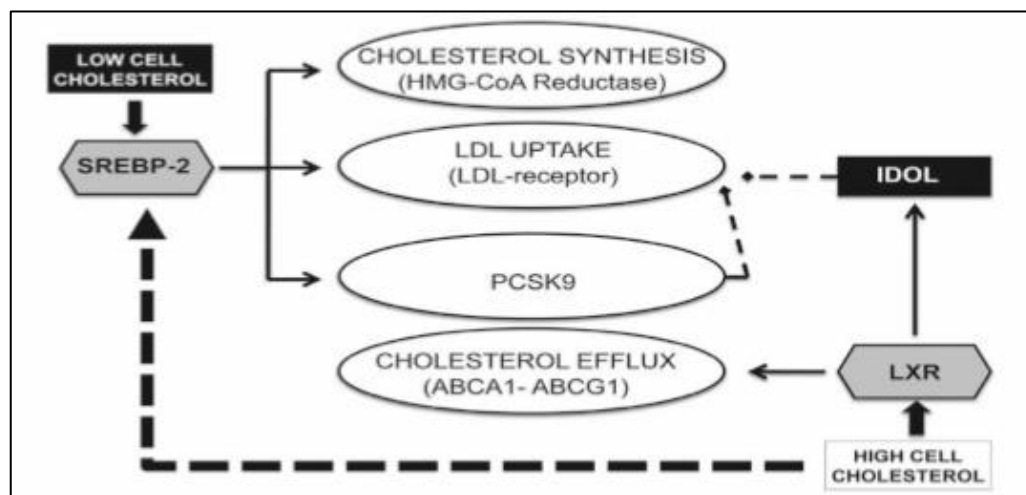 LOW CELL
CHOLESTEROL
SREBP-2
CHOLESTEROL SYNTHESIS
(HMG-CoA Reductase)
LDL UPTAKE
(LDL-receptor)
PCSK9
CHOLESTEROL EFFLUX
(ABCA1- ABCG1)
IDOL
LXR
HIGH CELL
CHOLESTEROL